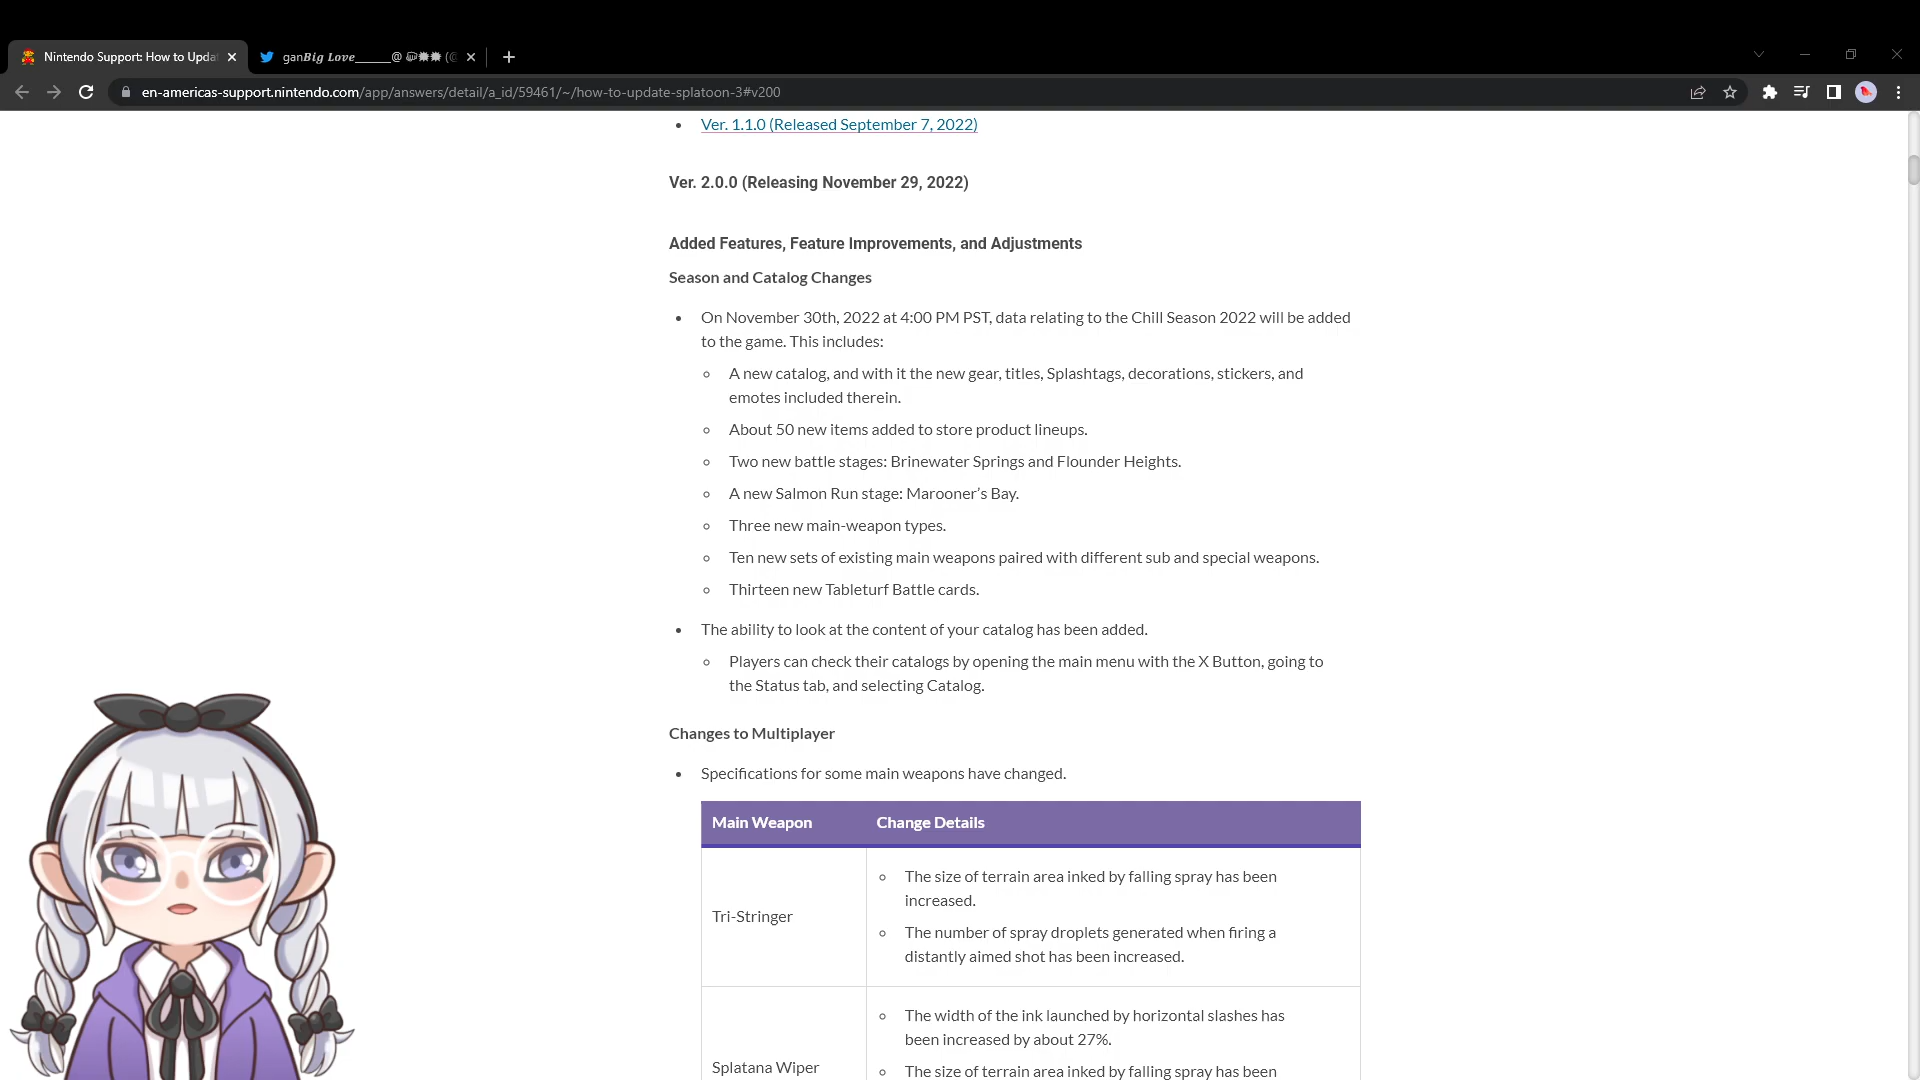 Nintendo Support: How to Upda
ganBig Love_____@
en-americas-support.nintendo.com/app/answers/detail/a_id/59461/~/how-to-update-splatoon-3#v200
Ver. 1.1.0 (Released September 7, 2022)
Ver. 2.0.0 (Releasing November 29, 2022)
Added Features, Feature Improvements, and Adjustments
Season and Catalog Changes
On November 30th, 2022 at 4:00 PM PST, data relating to the Chill Season 2022 will be added
to the game. This includes:
A new catalog, and with it the new gear, titles, Splashtags, decorations, stickers, and
emotes included therein.
About 50 new items added to store product lineups.
Two new battle stages: Brinewater Springs and Flounder Heights.
A new Salmon Run stage: Marooner’s Bay.
Three new main-weapon types.
Ten new sets of existing main weapons paired with different sub and special weapons.
Thirteen new Tableturf Battle cards.
The ability to look at the content of your catalog has been added.
Players can check their catalogs by opening the main menu with the X Button, going to
the Status tab, and selecting Catalog.
Changes to Multiplayer
Specifications for some main weapons have changed.
Main Weapon Change Details
Tri-Stringer
The size of terrain area inked by falling spray has been
increased.
The number of spray droplets generated when firing a
distantly aimed shot has been increased.
Splatana Wiper
The width of the ink launched by horizontal slashes has
been increased by about 27%.
The size of terrain area inked by falling spray has been